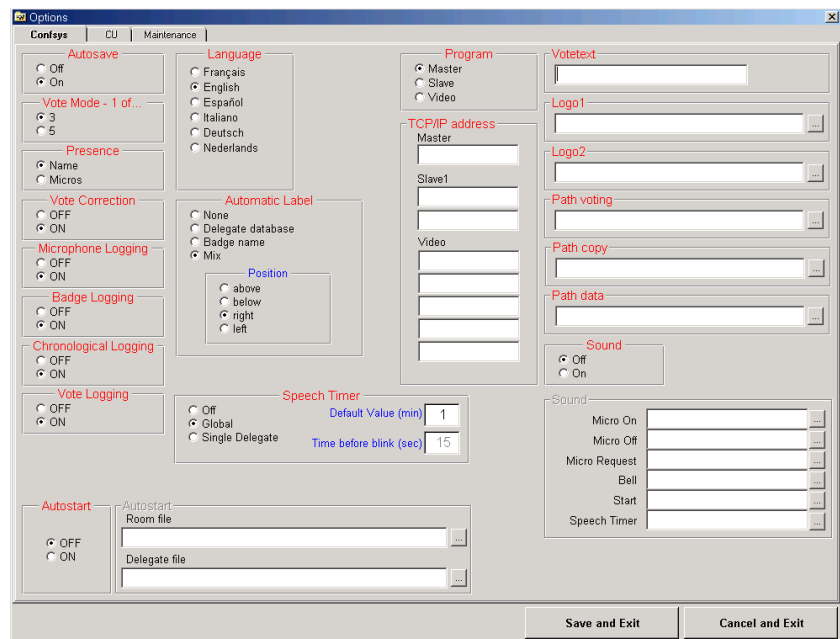 Options
Confsys CU Maintenance
Autosave
Off
On
Vote Mode - 1 of...
3
5
Presence
Name
Micros
Vote Correction
OFF
ON
Microphone Logging
OFF
ON
Badge Logging
OFF
ON
Chronological Logging
OFF
ON
Vote Logging
OFF
ON
Language
Français
English
Español
Italiano
Deutsch
Nederlands
Automatic Label
None
Delegate database
Badge name
Mix
Position
above
below
right
left
Program
Master
Slave
Video
TCP/IP address
Master
Slave1
Video
Votetext
Logo1
...
Logo2
...
Path voting
...
Path copy
...
Path data
...
Sound
Off
On
Speech Timer
Off
Global
Single Delegate
Default Value (min) 1
Time before blink (sec) 15
Sound
Micro On ...
Micro Off ...
Micro Request ...
Bell ...
Start ...
Speech Timer ...
Autostart
OFF
ON
Autostart
Room file
...
Delegate file
...
Save and Exit Cancel and Exit